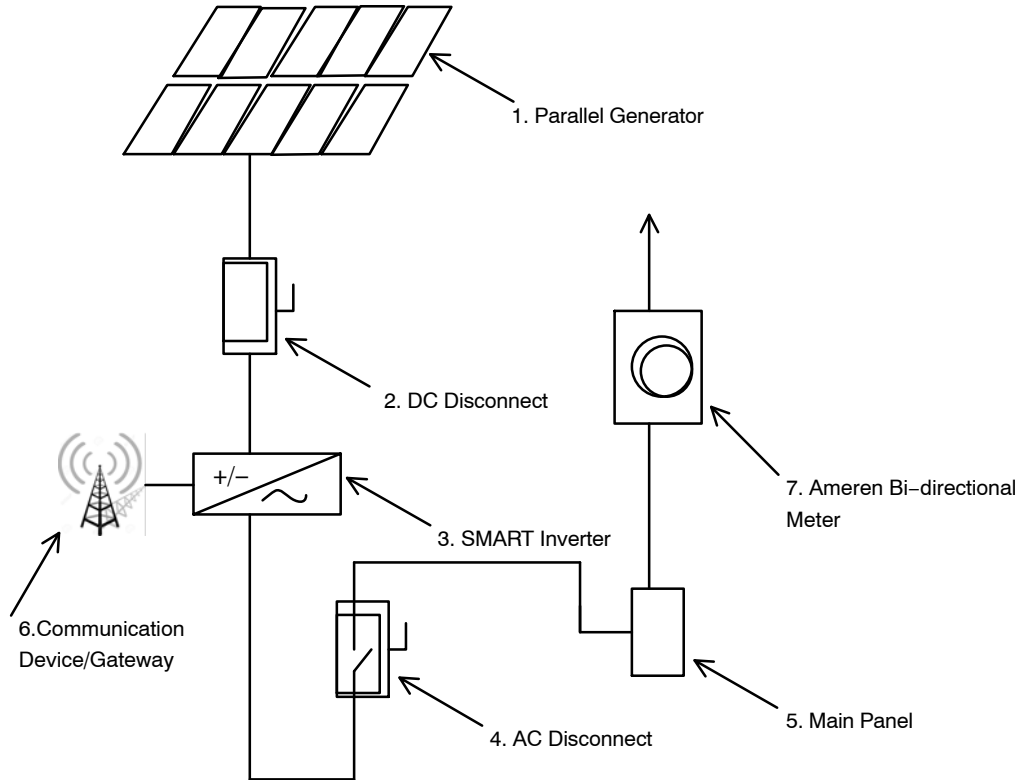 1. Parallel Generator
2. DC Disconnect
+/−
3. SMART Inverter
7. Ameren Bi−directional
Meter
6.Communication
Device/Gateway
4. AC Disconnect
5. Main Panel